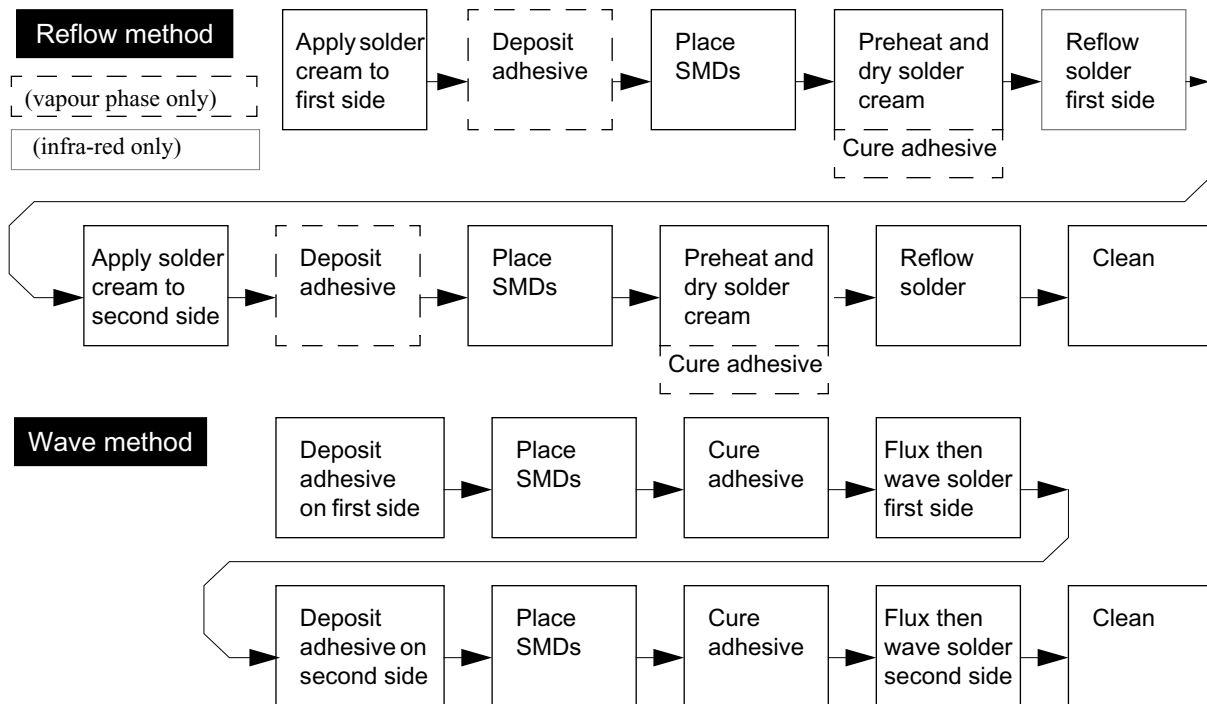 Reflow method
(vapour phase only)
(infra-red only)
Apply solder
cream to
first side
Deposit
adhesive
Place
SMDs
Preheat and
dry solder
cream
Cure adhesive
Reflow
solder
first side
Apply solder
cream to
second side
Deposit
adhesive
Place
SMDs
Preheat and
dry solder
cream
Cure adhesive
Reflow
solder
Clean
Wave method
Deposit
adhesive
on first side
Place
SMDs
Cure
adhesive
Flux then
wave solder
first side
Deposit
adhesive on
second side
Place
SMDs
Cure
adhesive
Flux then
wave solder
second side
Clean